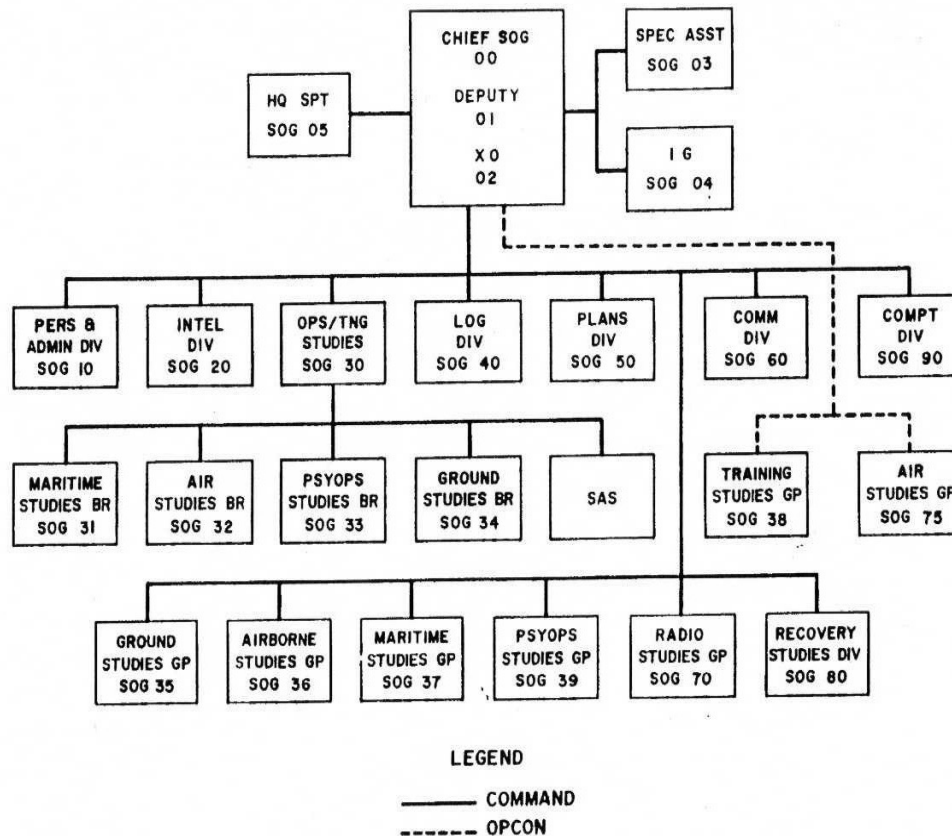 CHIEF SOG
00
DEPUTY
01
XO
02
HQ SPT
SOG 05
SPEC ASST
SOG 03
IG
SOG 04
PERS &
ADMIN DIV
SOG 10
INTEL
DIV
SOG 20
OPS/TNG
STUDIES
SOG 30
LOG
DIV
SOG 40
PLANS
DIV
SOG 50
COMM
DIV
SOG 60
COMPT
DIV
SOG 90
MARITIME
STUDIES BR
SOG 31
AIR
STUDIES BR
SOG 32
PSYOPS
STUDIES BR
SOG 33
GROUND
STUDIES BR
SOG 34
SAS
TRAINING
STUDIES GP
SOG 38
AIR
STUDIES GP
SOG 75
GROUND
STUDIES GP
SOG 35
AIRBORNE
STUDIES GP
SOG 36
MARITIME
STUDIES GP
SOG 37
PSYOPS
STUDIES GP
SOG 39
RADIO
STUDIES GP
SOG 70
RECOVERY
STUDIES DIV
SOG 80
LEGEND
COMMAND
OPCON